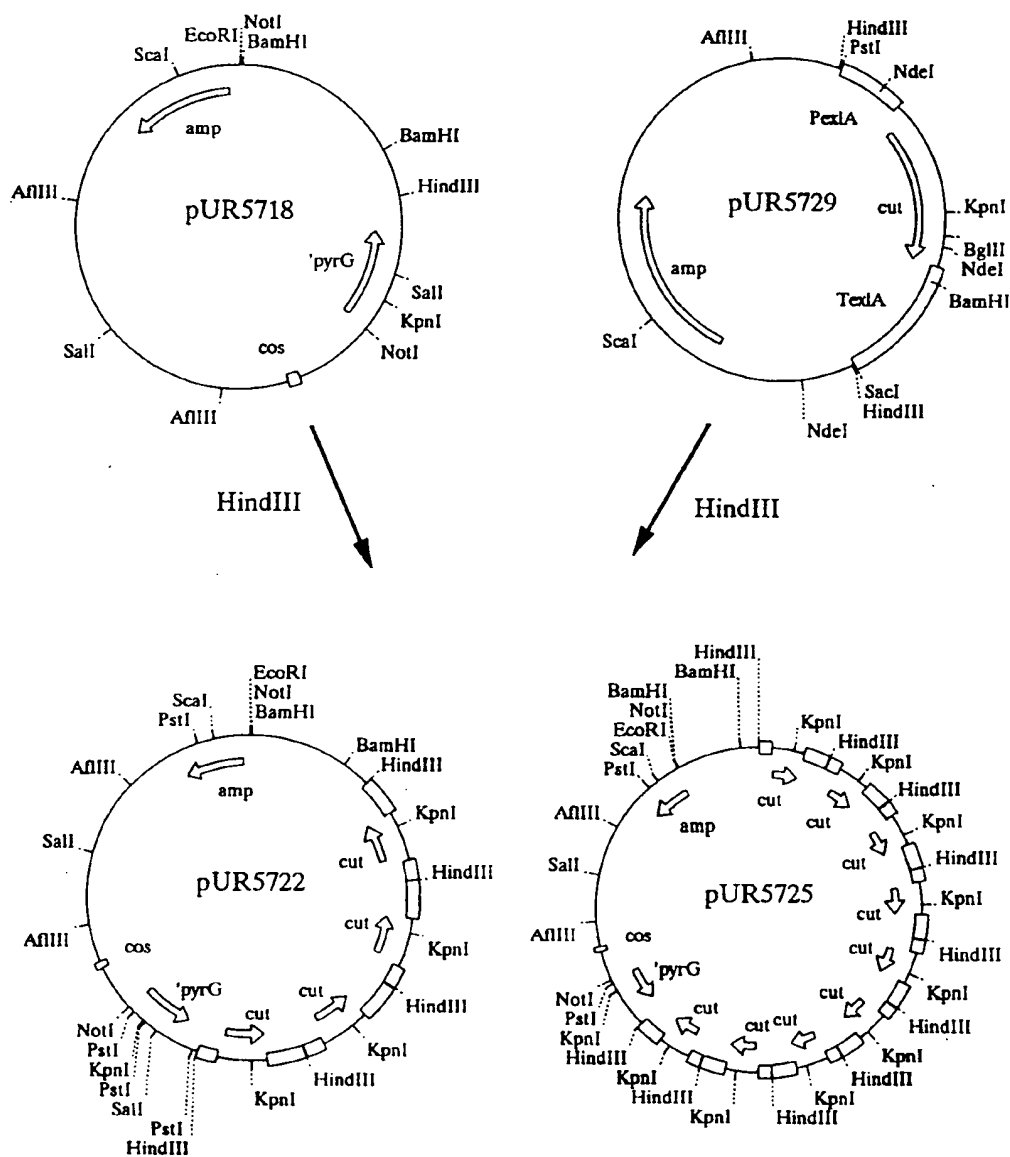 NotI
EcoRI
BamHI
ScaI
amp
BamHI
AflIII
HindIII
pUR5718
'pyrG
SalI
KpnI
SalI
NotI
cos
AflIII
HindIII
AflIII
HindIII
PstI
NdeI
PexlA
pUR5729
cut
KpnI
BglII
NdeI
amp
TexlA
BamHI
ScaI
SacI
HindIII
NdeI
HindIII
EcoRI
NotI
BamHI
ScaI
PstI
BamHI
HindIII
AflIII
amp
KpnI
SalI
cut
HindIII
pUR5722
cut
AflIII
KpnI
cos
'pyrG
cut
cut
HindIII
NotI
PstI
KpnI
PstI
SalI
KpnI
HindIII
KpnI
PstI
HindIII
HindIII
BamHI
BamHI
NotI
EcoRI
ScaI
PstI
KpnI
HindIII
KpnI
cut
AflIII
amp
cut
HindIII
KpnI
SalI
cut
HindIII
pUR5725
cut
KpnI
AflIII
cos
cut
HindIII
'pyrG
cut
KpnI
NotI
PstI
cut
cut
cut
HindIII
KpnI
HindIII
KpnI
HindIII
KpnI
HindIII
KpnI
HindIII